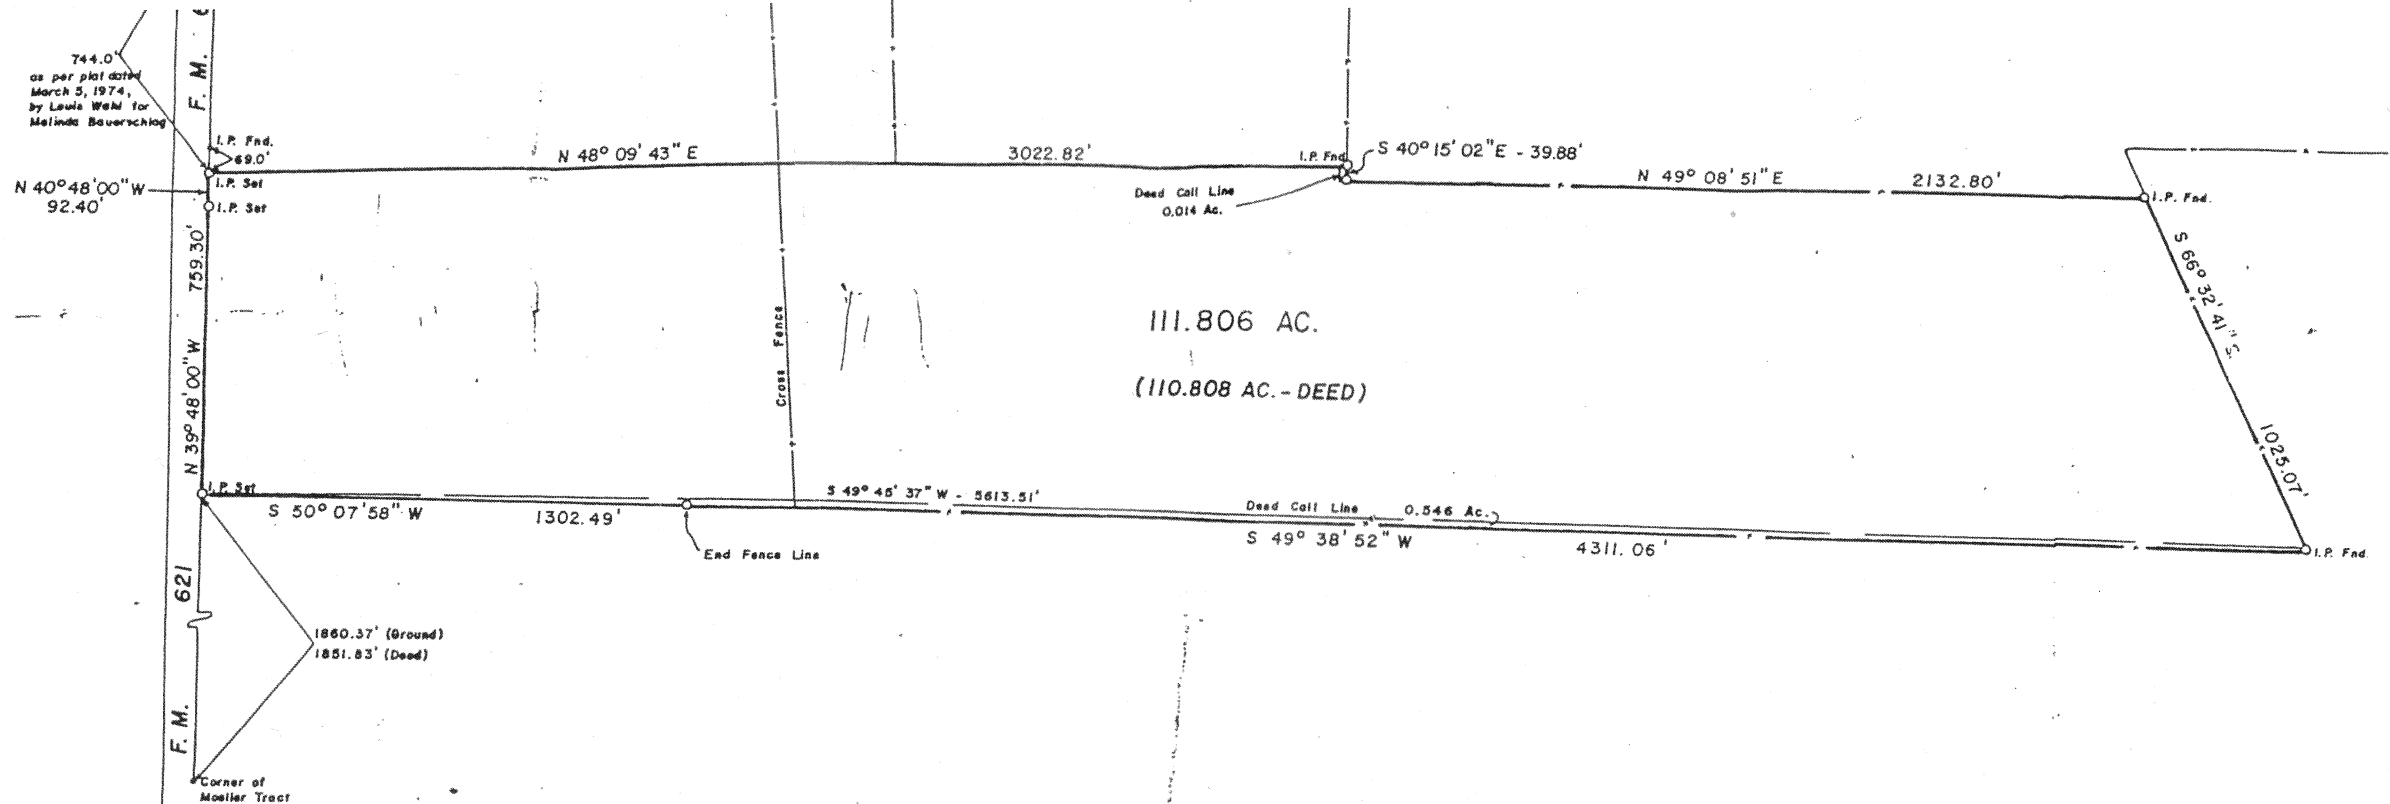 744.0'
as per plat dated
March 5, 1974,
by Louis Wahl for
Melinda Bauerschlag
F. M.
I.P. Fnd.
69.0'
I.P. Set
N 40° 48' 00" W
92.40'
I.P. Set
N 48° 09' 43" E
3022.82'
I.P. Fnd.
S 40° 15' 02" E - 39.88'
Deed Call Line
0.014 Ac.
N 49° 08' 51" E
2132.80'
I.P. Fnd.
S 66° 32' 41" S.
1025.07'
I.P. Fnd.
N 39° 48' 00" W
759.30'
Cross Fence
111.806 AC.
(110.808 AC. - DEED)
I.P. Set
S 50° 07' 58" W
1302.49'
S 49° 45' 37" W - 5613.51'
Deed Call Line
0.546 Ac.
S 49° 38' 52" W
4311.06'
End Fence Line
F. M. 621
1860.37' (Ground)
1851.83' (Deed)
Corner of
Moeller Tract